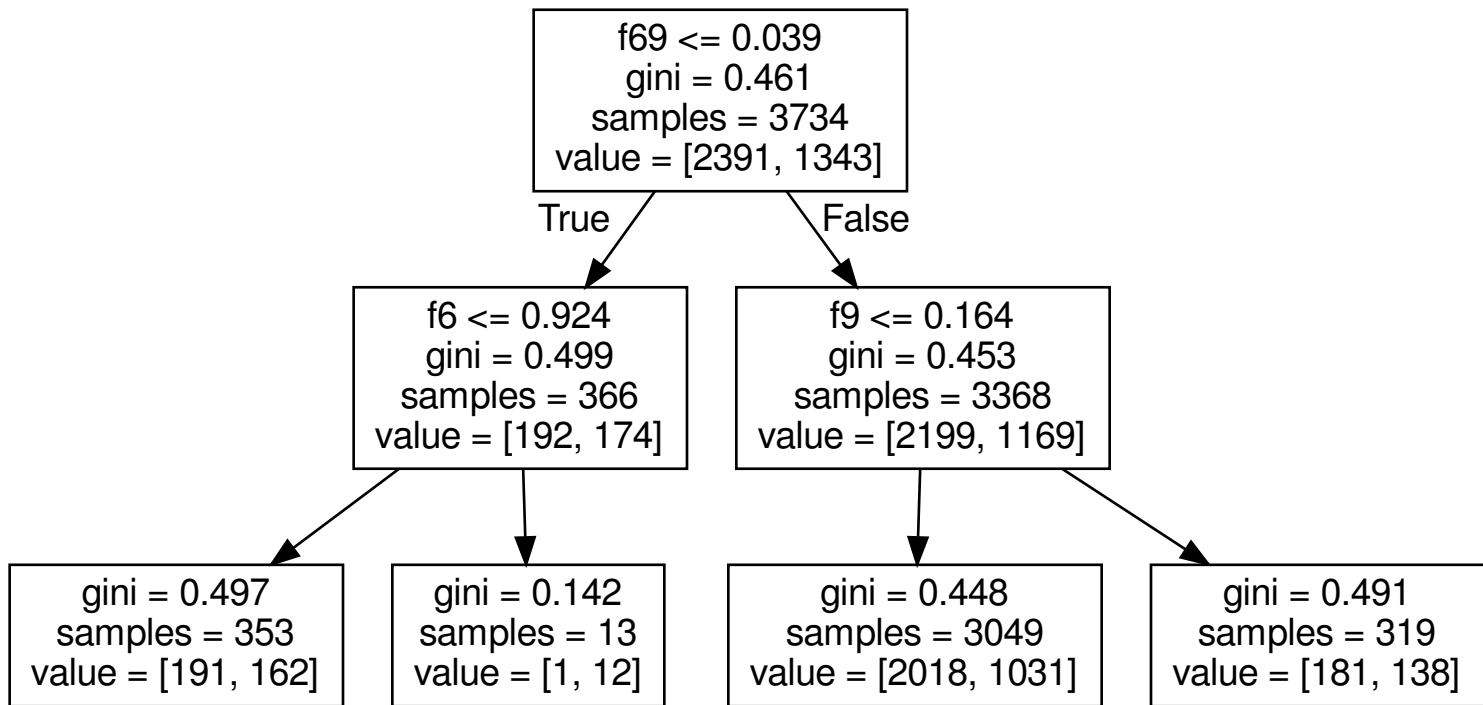 f69 <= 0.039
gini = 0.461
samples = 3734
value = [2391, 1343]
True
False
f6 <= 0.924
gini = 0.499
samples = 366
value = [192, 174]
f9 <= 0.164
gini = 0.453
samples = 3368
value = [2199, 1169]
gini = 0.497
samples = 353
value = [191, 162]
gini = 0.142
samples = 13
value = [1, 12]
gini = 0.448
samples = 3049
value = [2018, 1031]
gini = 0.491
samples = 319
value = [181, 138]